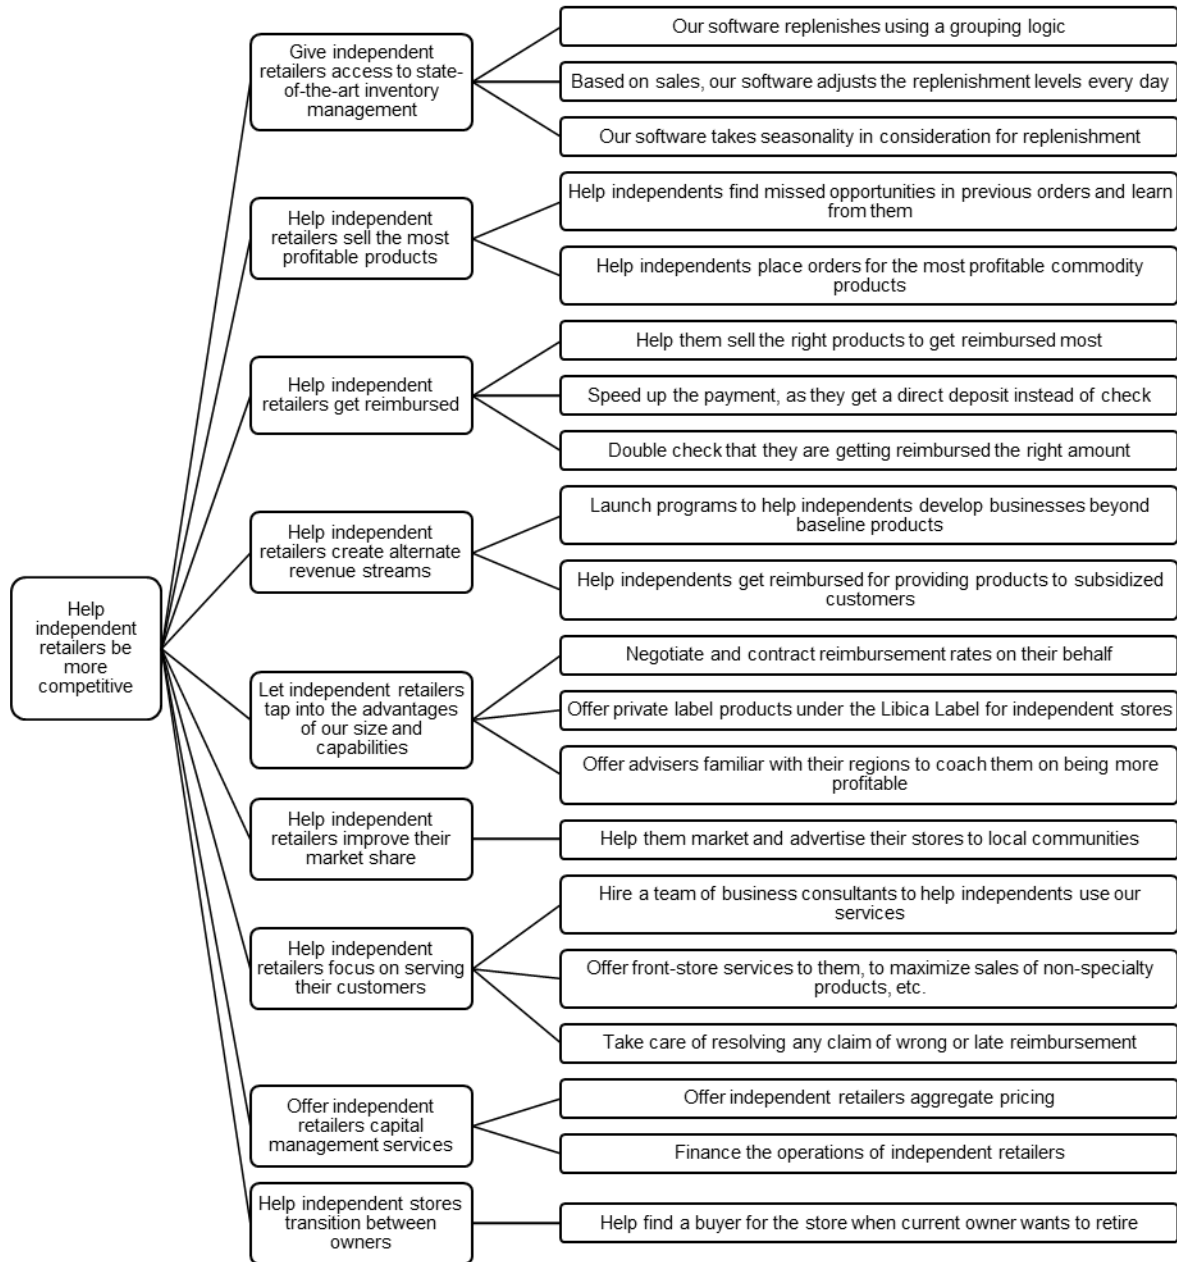 Help
independent
retailers be
more
competitive
Give independent
retailers access to state-
of-the-art inventory
management
Our software replenishes using a grouping logic
Based on sales, our software adjusts the replenishment levels every day
Our software takes seasonality in consideration for replenishment
Help independent
retailers sell the most
profitable products
Help independents find missed opportunities in previous orders and learn
from them
Help independents place orders for the most profitable commodity
products
Help independent
retailers get reimbursed
Help them sell the right products to get reimbursed most
Speed up the payment, as they get a direct deposit instead of check
Double check that they are getting reimbursed the right amount
Help independent
retailers create alternate
revenue streams
Launch programs to help independents develop businesses beyond
baseline products
Help independents get reimbursed for providing products to subsidized
customers
Let independent retailers
tap into the advantages
of our size and
capabilities
Negotiate and contract reimbursement rates on their behalf
Offer private label products under the Libica Label for independent stores
Offer advisers familiar with their regions to coach them on being more
profitable
Help independent
retailers improve their
market share
Help them market and advertise their stores to local communities
Help independent
retailers focus on serving
their customers
Hire a team of business consultants to help independents use our
services
Offer front-store services to them, to maximize sales of non-specialty
products, etc.
Take care of resolving any claim of wrong or late reimbursement
Offer independent
retailers capital
management services
Offer independent retailers aggregate pricing
Finance the operations of independent retailers
Help independent stores
transition between
owners
Help find a buyer for the store when current owner wants to retire